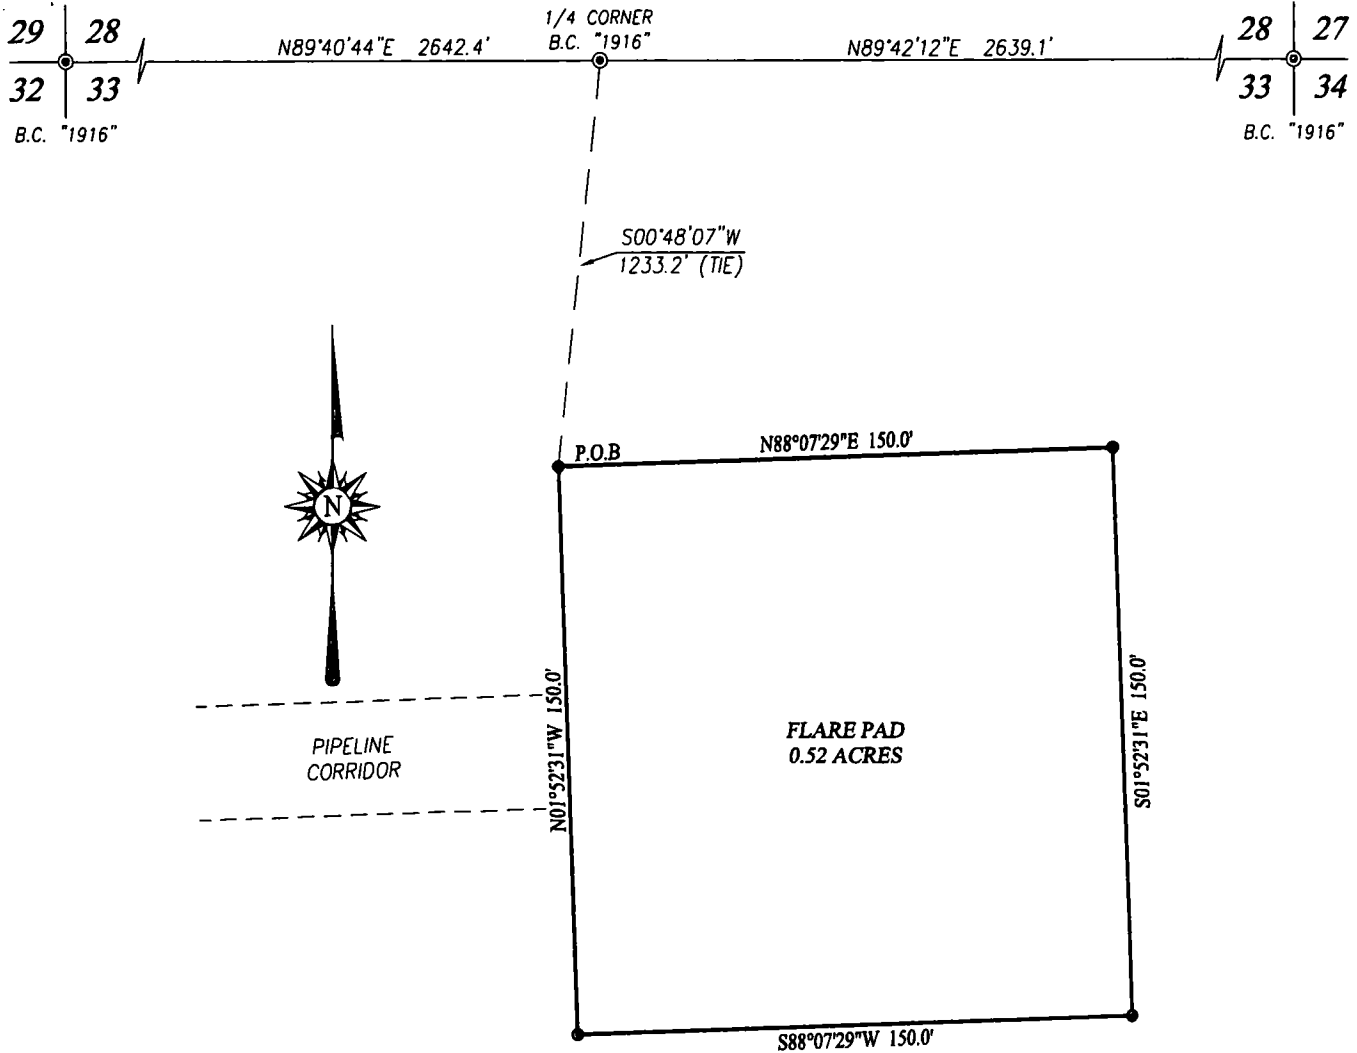 29 28
32 33
B.C. "1916"
N89°40'44"E 2642.4'
1/4 CORNER
B.C. "1916"
N89°42'12"E 2639.1'
28 27
33 34
B.C. "1916"
S00°48'07"W
1233.2' (TIE)
P.O.B
N88°07'29"E 150.0'
N
N01°52'31"W 150.0'
PIPELINE
CORRIDOR
FLARE PAD
0.52 ACRES
S01°52'31"E 150.0'
S88°07'29"W 150.0'